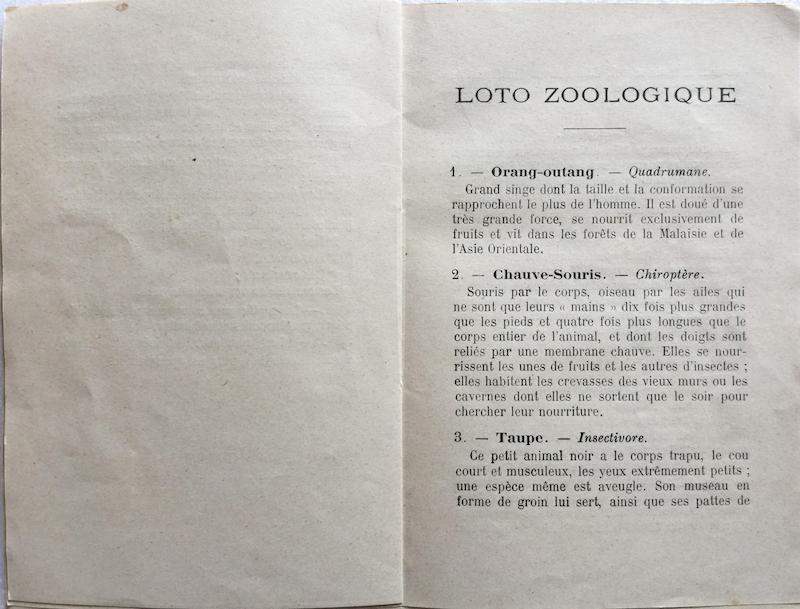 LOTO ZOOLOGIQUE
1. — Orang-outang. — Quadrumane.
Grand singe dont la taille et la conformation se
rapprochent le plus de l'homme. Il est doué d'une
très grande force, se nourrit exclusivement de
fruits et vit dans les forêts de la Malaisie et de
l'Asie Orientale.
2. — Chauve-Souris. — Chiroptère.
Souris par le corps, oiseau par les ailes qui
ne sont que leurs « mains » dix fois plus grandes
que les pieds et quatre fois plus longues que le
corps entier de l'animal, et dont les doigts sont
reliés par une membrane chauve. Elles se nour-
rissent les unes de fruits et les autres d'insectes ;
elles habitent les crevasses des vieux murs ou les
cavernes dont elles ne sortent que le soir pour
chercher leur nourriture.
3. — Taupe. — Insectivore.
Ce petit animal noir a le corps trapu, le cou
court et musculeux, les yeux extrêmement petits ;
une espèce même est aveugle. Son museau en
forme de groin lui sert, ainsi que ses pattes de